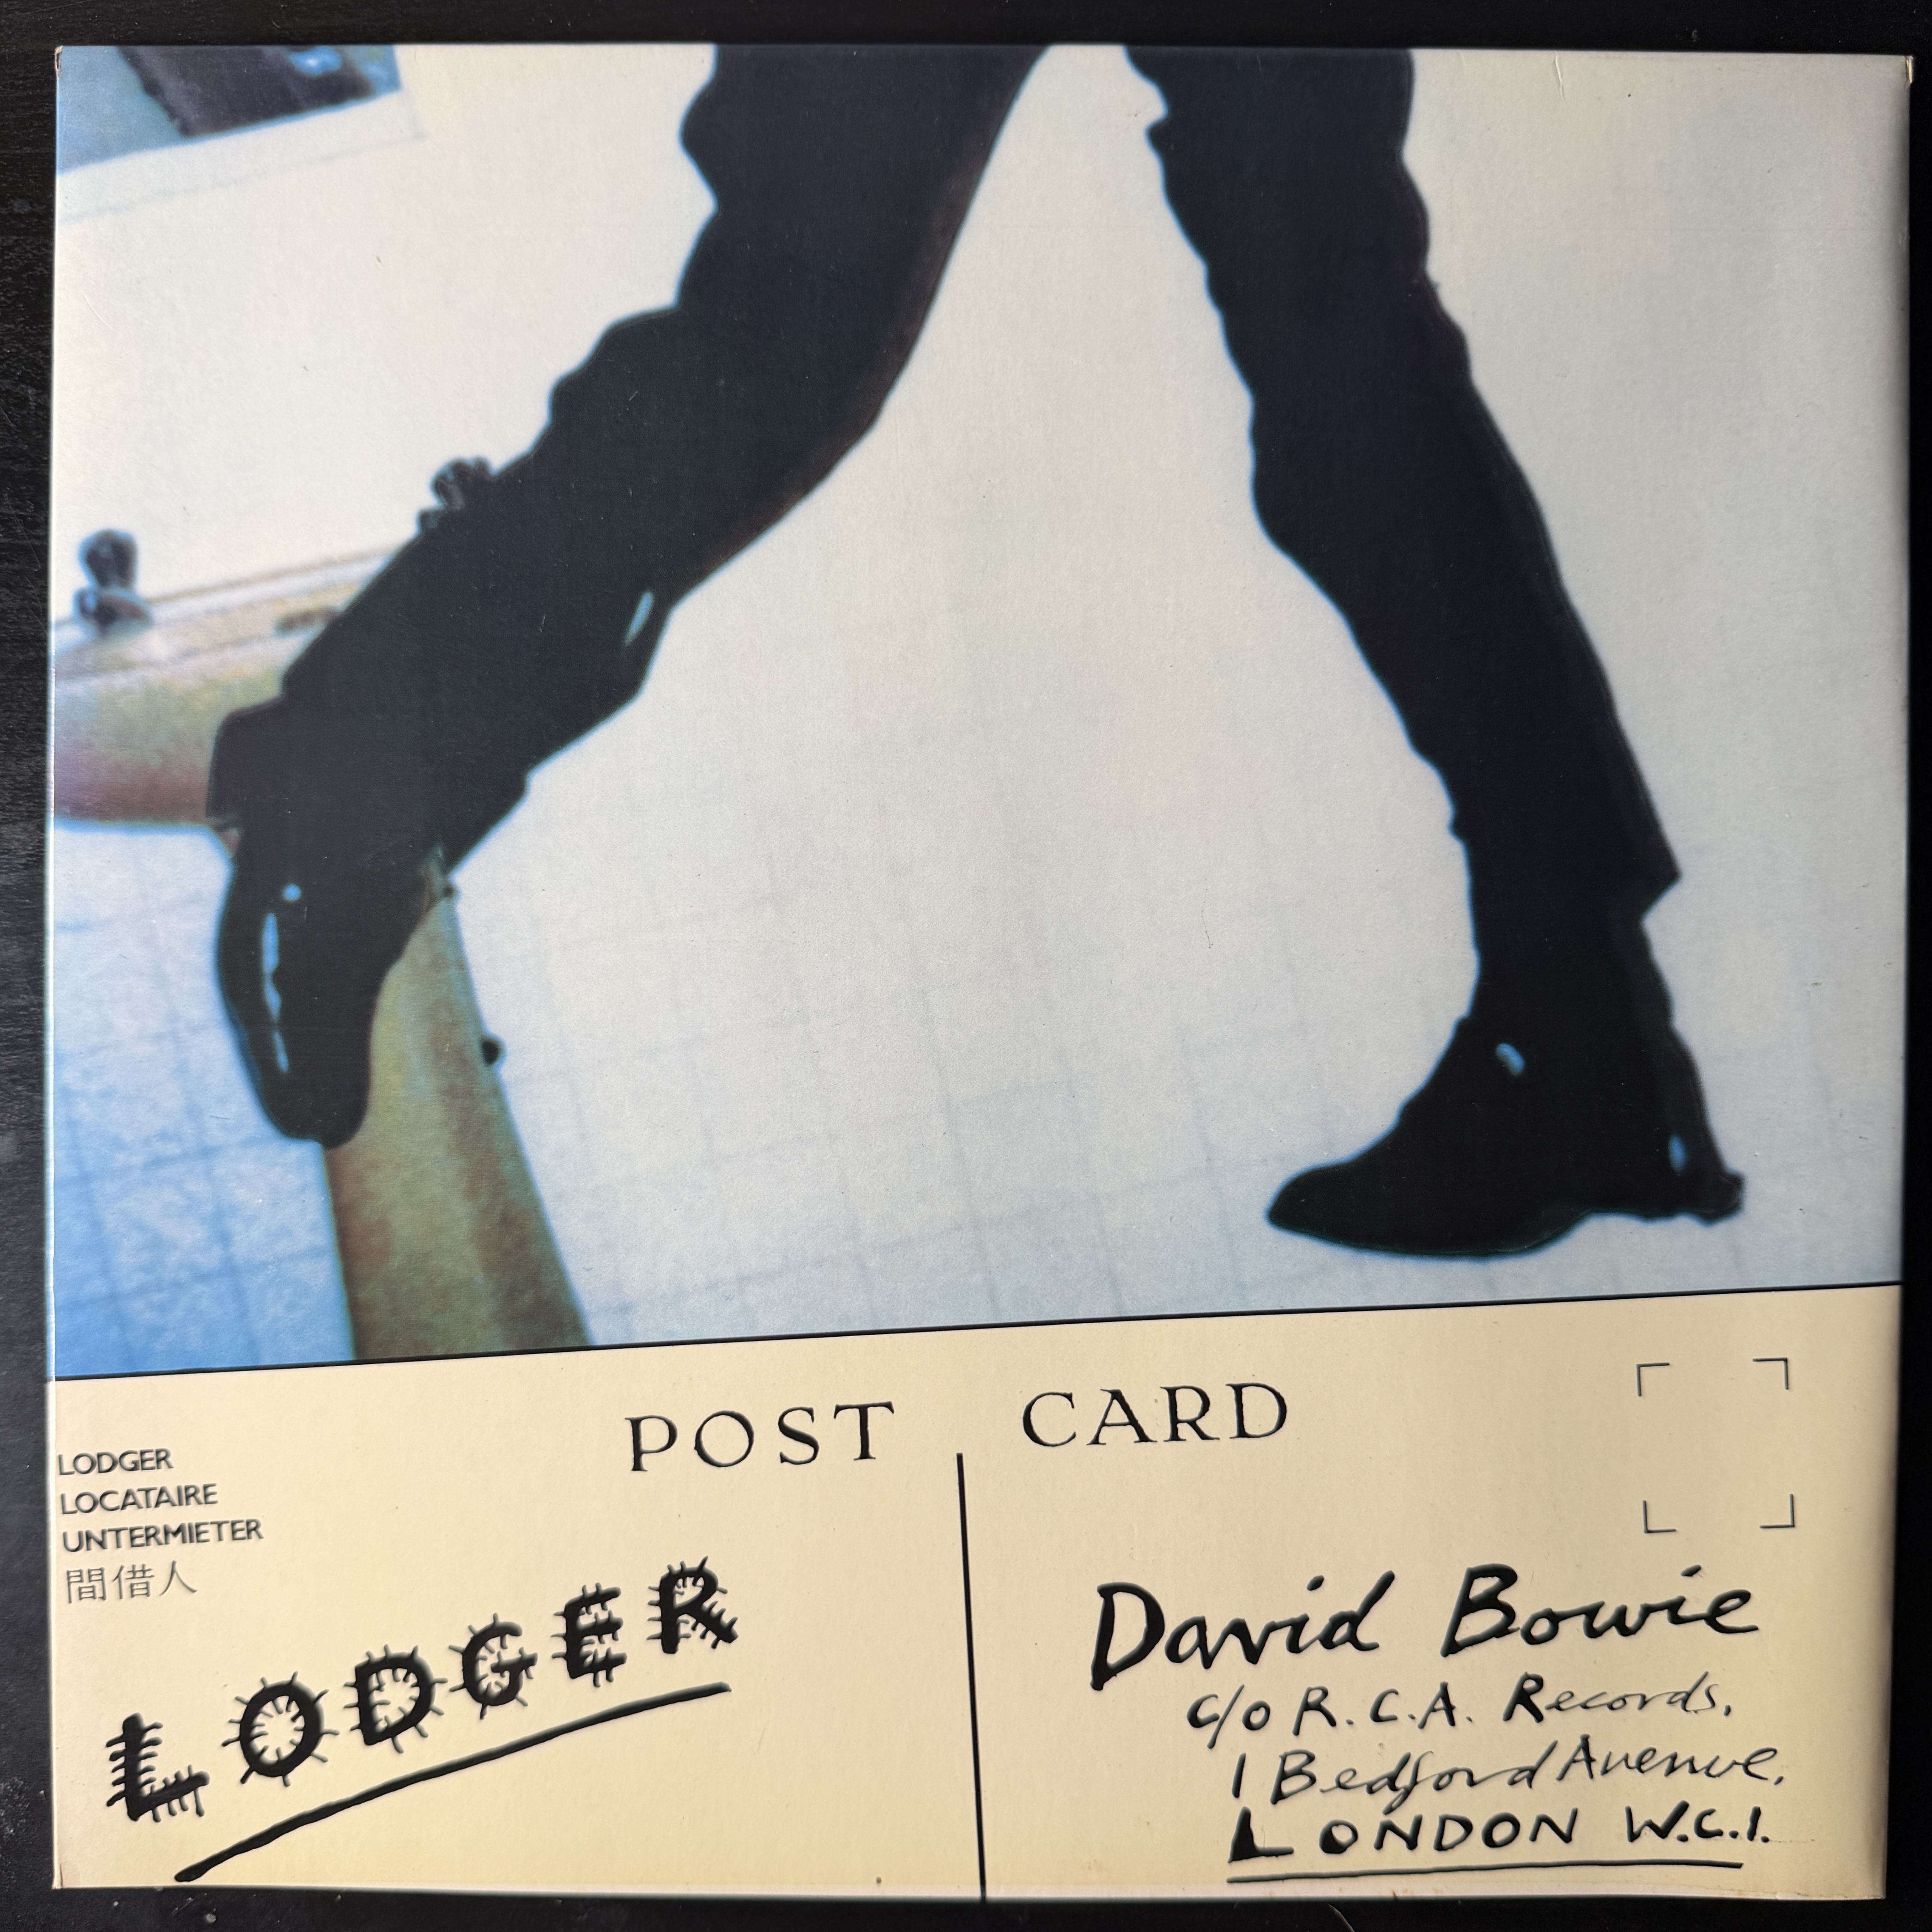 POST CARD
LODGER
LOCATAIRE
UNTERMIETER
間借人
LODGER
David Bowie
c/o R.C.A. Records,
1 Bedford Avenue,
LONDON W.C.1.